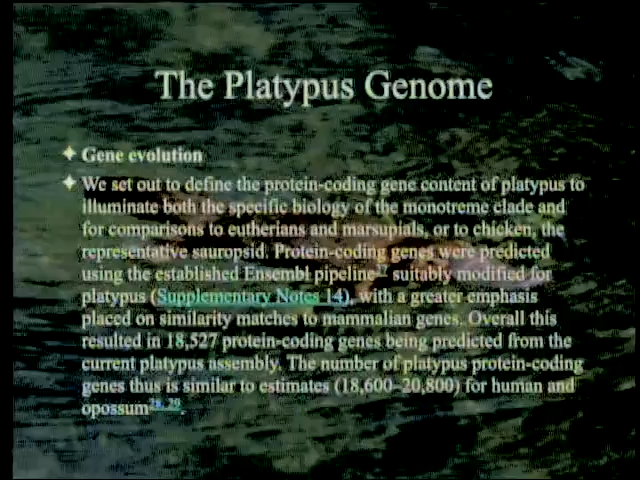 The Platypus Genome
Gene evolution
We set out to define the protein-coding gene content of platypus to
illuminate both the specific biology of the monotreme clade and
for comparisons to eutherians and marsupials, or to chicken, the
representative sauropsid. Protein-coding genes were predicted
using the established Ensembl pipeline suitably modified for
platypus (Supplementary Notes 14), with a greater emphasis
placed on similarity matches to mammalian genes. Overall this
resulted in 18,527 protein-coding genes being predicted from the
current platypus assembly. The number of platypus protein-coding
genes thus is similar to estimates (18,600–20,800) for human and
opossum28, 29.